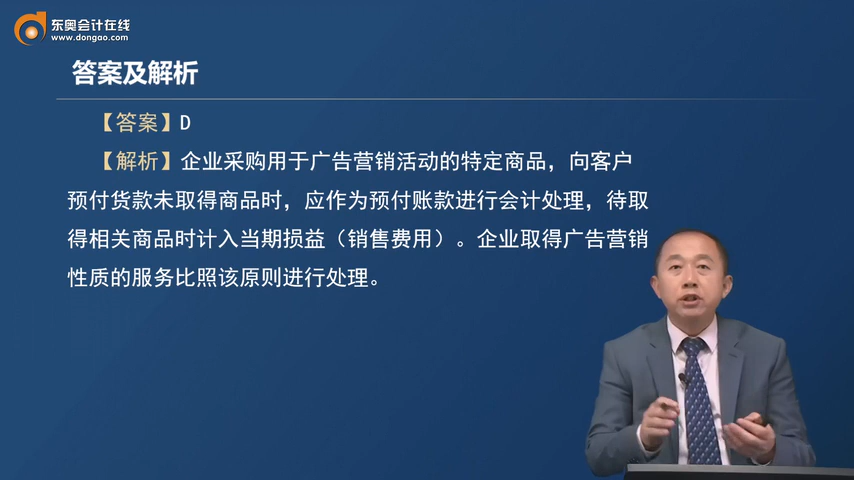 东奥会计在线
www.dongao.com
答案及解析
【答案】D
【解析】企业采购用于广告营销活动的特定商品，向客户
预付货款未取得商品时，应作为预付账款进行会计处理，待取
得相关商品时计入当期损益（销售费用）。企业取得广告营销
性质的服务比照该原则进行处理。